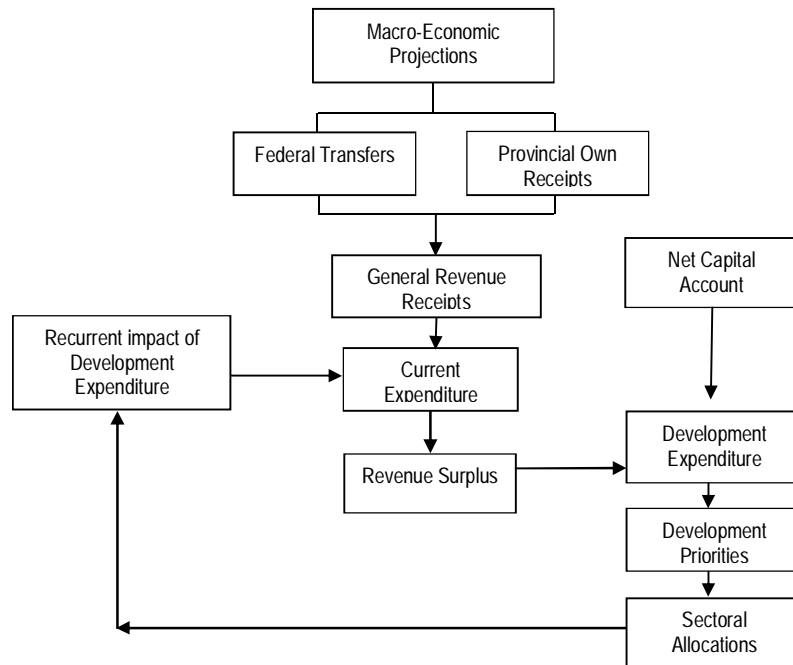 Macro-Economic
Projections
Federal Transfers
Provincial Own
Receipts
General Revenue
Receipts
Net Capital
Account
Recurrent impact of
Development
Expenditure
Current
Expenditure
Revenue Surplus
Development
Expenditure
Development
Priorities
Sectoral
Allocations